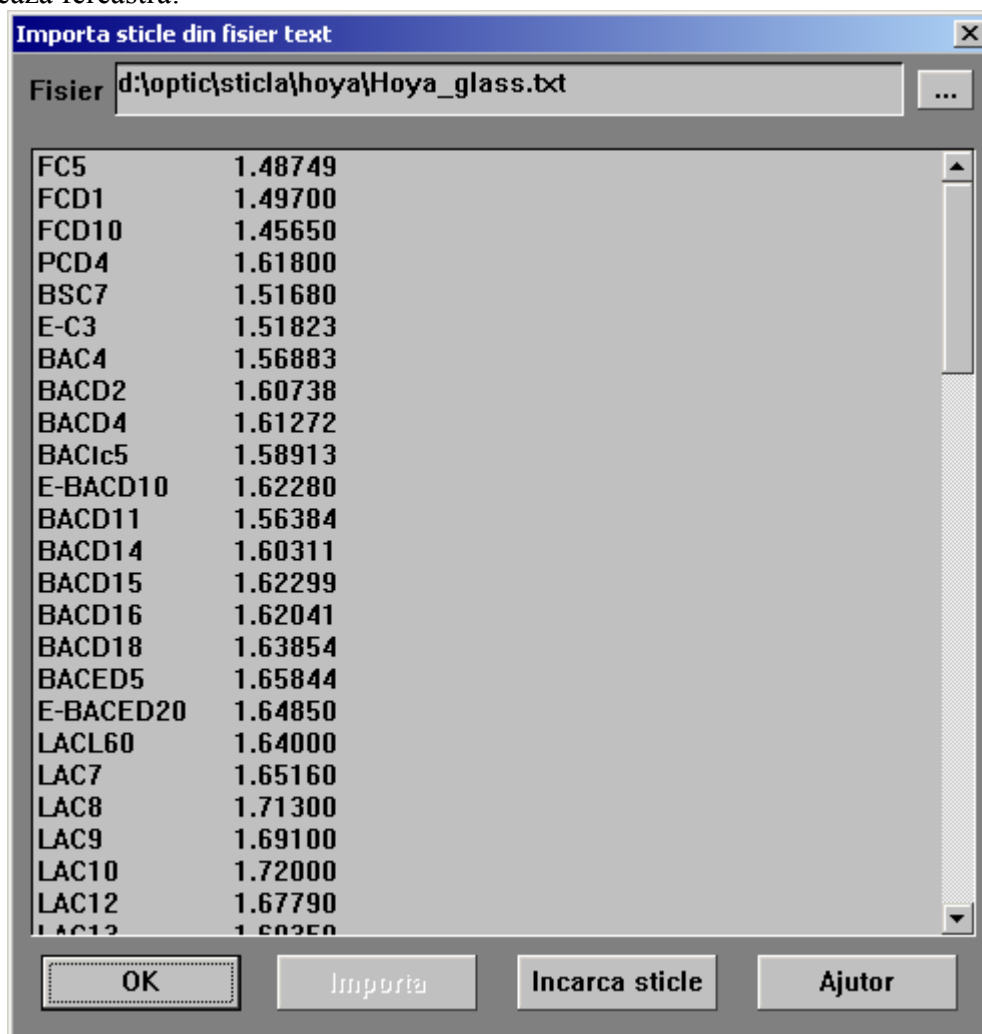 Importa sticle din fisier text
Fisier d:\optic\sticla\hoya\Hoya_glass.txt ...
FC5 1.48749
FCD1 1.49700
FCD10 1.45650
PCD4 1.61800
BSC7 1.51680
E-C3 1.51823
BAC4 1.56883
BACD2 1.60738
BACD4 1.61272
BACIc5 1.58913
E-BACD10 1.62280
BACD11 1.56384
BACD14 1.60311
BACD15 1.62299
BACD16 1.62041
BACD18 1.63854
BACED5 1.65844
E-BACED20 1.64850
LACL60 1.64000
LAC7 1.65160
LAC8 1.71300
LAC9 1.69100
LAC10 1.72000
LAC12 1.67790
LAC13 1.69350
OK Importa Incarca sticle Ajutor